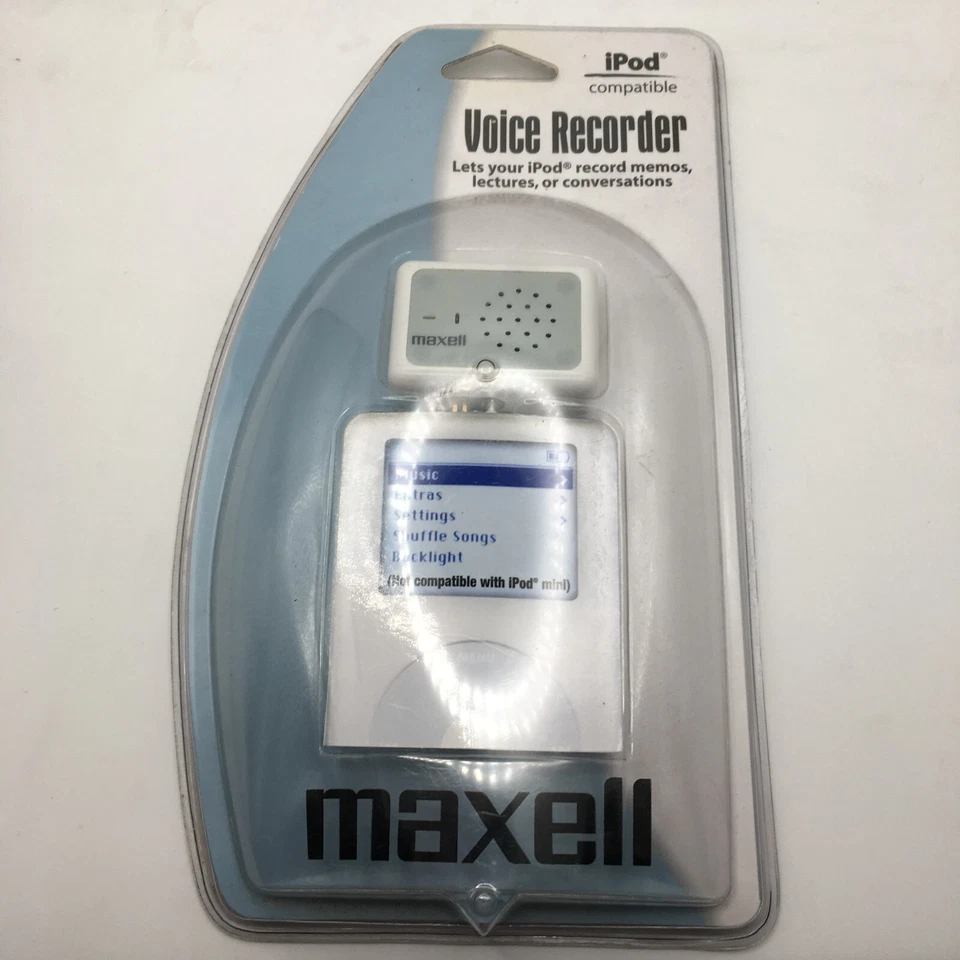 iPod®
compatible
Voice Recorder
Lets your iPod® record memos,
lectures, or conversations
maxell
Music
Extras
Settings
Shuffle Songs
Backlight
(Not compatible with iPod® mini)
MENU
maxell